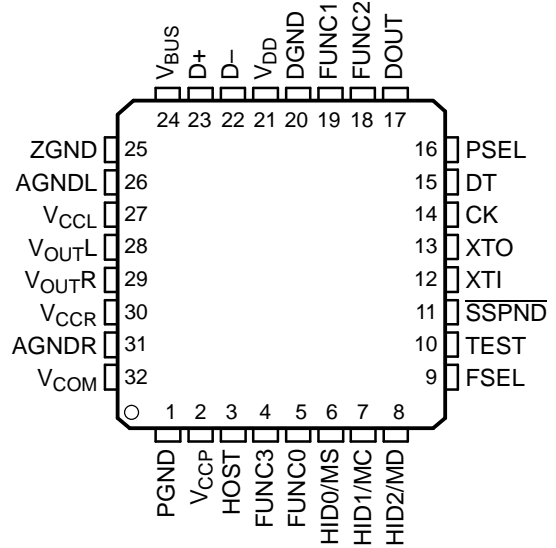 VBUS
D+
D–
VDD
DGND
FUNC1
FUNC2
DOUT
24 23 22 21 20 19 18 17
ZGND 25
AGNDL 26
VCCL 27
VOUTL 28
VOUTR 29
VCCR 30
AGNDR 31
VCOM 32
16 PSEL
15 DT
14 CK
13 XTO
12 XTI
11 SSPND
10 TEST
9 FSEL
1 2 3 4 5 6 7 8
PGND
VCCP
HOST
FUNC3
FUNC0
HID0/MS
HID1/MC
HID2/MD